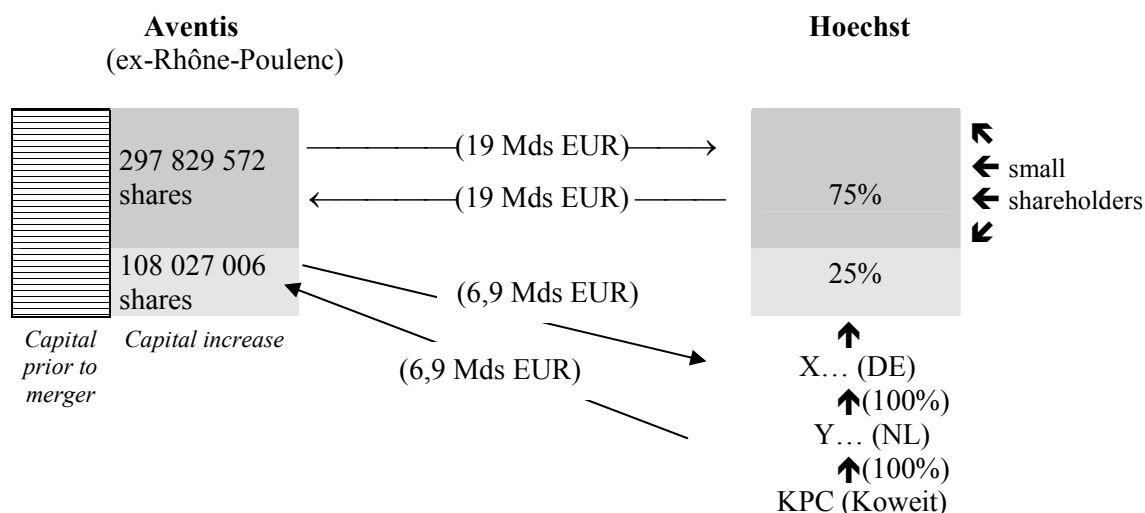 Aventis
(ex-Rhône-Poulenc)
Hoechst
297 829 572
shares
(19 Mds EUR)
(19 Mds EUR)
75%
small
shareholders
108 027 006
shares
25%
(6,9 Mds EUR)
(6,9 Mds EUR)
Capital
prior to
merger
Capital increase
X… (DE)
(100%)
Y… (NL)
(100%)
KPC (Koweit)